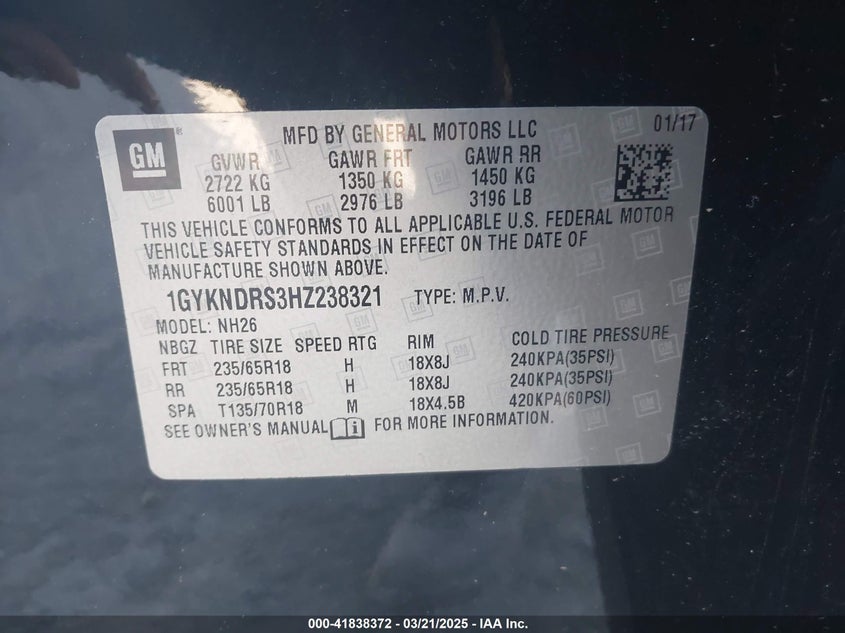 GM
MFD BY GENERAL MOTORS LLC 01/17
GVWR GAWR FRT GAWR RR
2722 KG 1350 KG 1450 KG
6001 LB 2976 LB 3196 LB
THIS VEHICLE CONFORMS TO ALL APPLICABLE U.S. FEDERAL MOTOR
VEHICLE SAFETY STANDARDS IN EFFECT ON THE DATE OF
MANUFACTURE SHOWN ABOVE.
1GYKNDRS3HZ238321 TYPE: M.P.V.
MODEL: NH26
NBGZ TIRE SIZE SPEED RTG RIM COLD TIRE PRESSURE
FRT 235/65R18 H 18X8J 240KPA(35PSI)
RR 235/65R18 H 18X8J 240KPA(35PSI)
SPA T135/70R18 M 18X4.5B 420KPA(60PSI)
SEE OWNER'S MANUAL i FOR MORE INFORMATION.
000-41838372 — 03/21/2025 — IAA Inc.